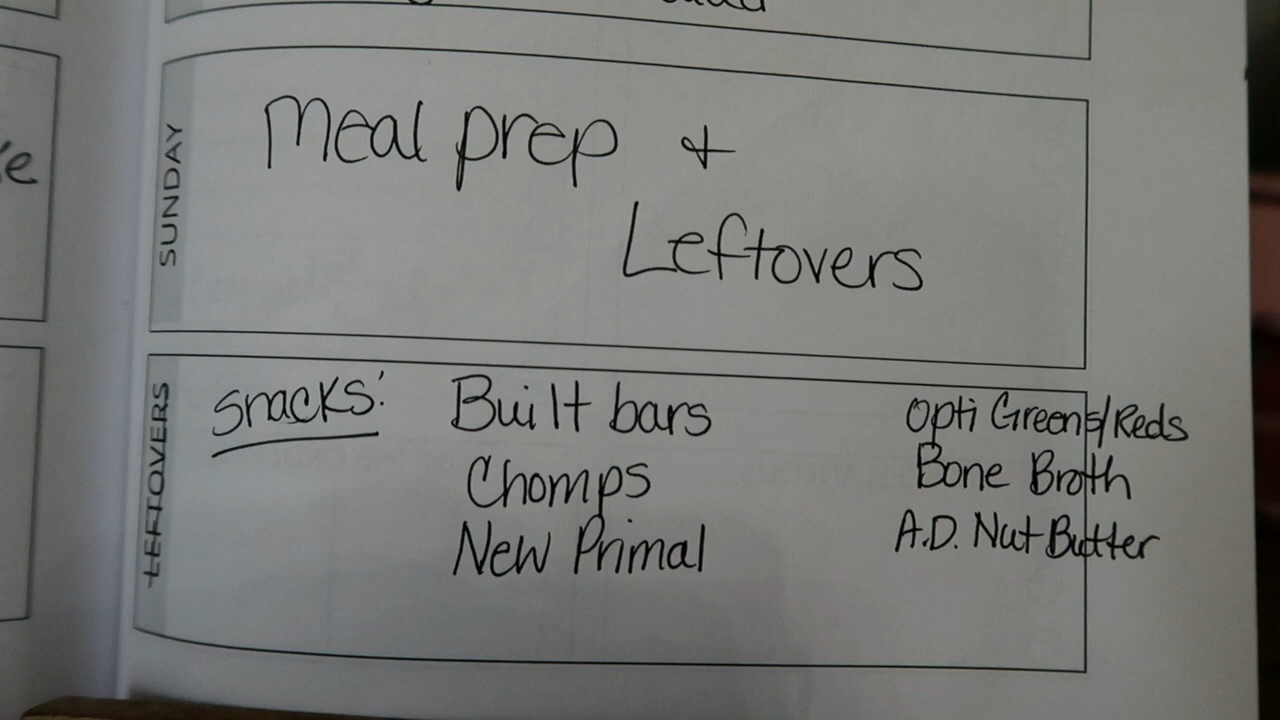 SUNDAY
Meal prep +
Leftovers
LEFTOVERS
Snacks:
Built bars
Chomps
New Primal
Opti Greens/Reds
Bone Broth
A.D. Nut Butter